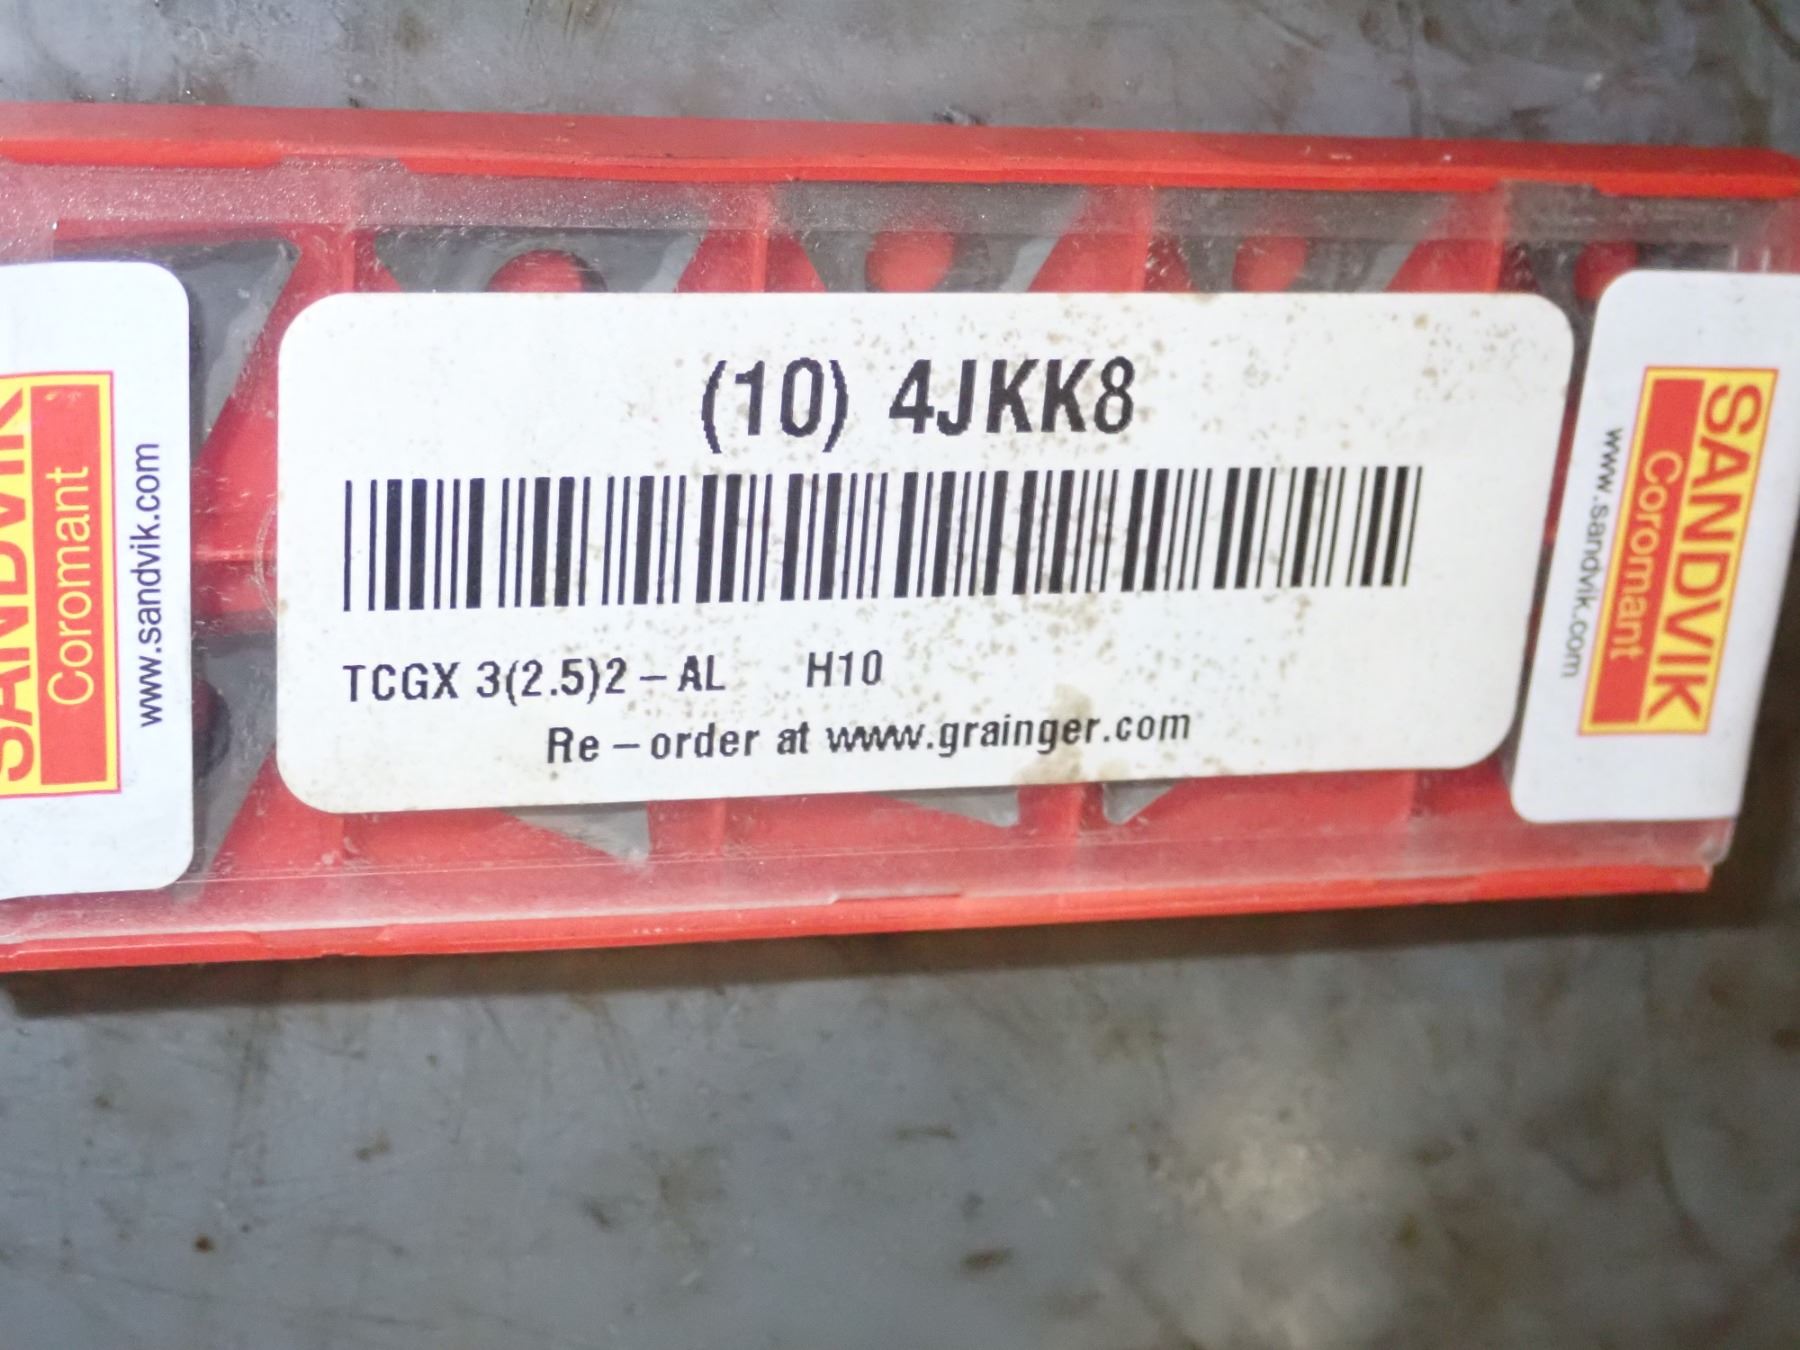 (10) 4JKK8
TCGX 3(2.5)2-AL H10
Re-order at www.grainger.com
SANDVIK
Coromant
www.sandvik.com
SANDVIK
Coromant
www.sandvik.com